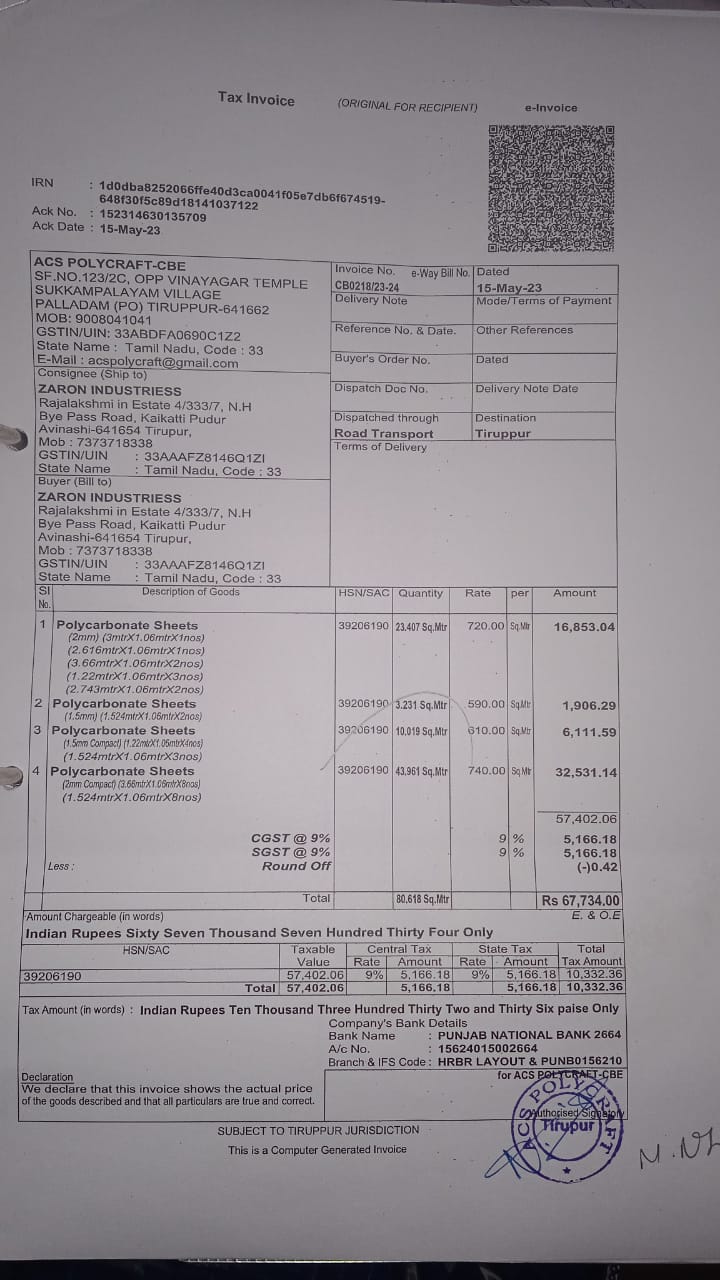 Tax Invoice (ORIGINAL FOR RECIPIENT) e-Invoice
IRN : 1d0dba8252066ffe40d3ca0041f05e7db6f674519-
648f30f5c89d18141037122
Ack No. : 152314630135709
Ack Date : 15-May-23
ACS POLYCRAFT-CBE
SF.NO.123/2C, OPP VINAYAGAR TEMPLE
SUKKAMPALAYAM VILLAGE
PALLADAM (PO) TIRUPPUR-641662
MOB: 9008041041
GSTIN/UIN: 33ABDFA0690C1Z2
State Name : Tamil Nadu, Code : 33
E-Mail : acspolycraft@gmail.com
Invoice No. e-Way Bill No. Dated
CB0218/23-24 15-May-23
Delivery Note Mode/Terms of Payment
Reference No. & Date. Other References
Buyer's Order No. Dated
Dispatch Doc No. Delivery Note Date
Dispatched through Destination
Road Transport Tiruppur
Terms of Delivery
Consignee (Ship to)
ZARON INDUSTRIESS
Rajalakshmi in Estate 4/333/7, N.H
Bye Pass Road, Kaikatti Pudur
Avinashi-641654 Tirupur,
Mob : 7373718338
GSTIN/UIN : 33AAAFZ8146Q1ZI
State Name : Tamil Nadu, Code : 33
Buyer (Bill to)
ZARON INDUSTRIESS
Rajalakshmi in Estate 4/333/7, N.H
Bye Pass Road, Kaikatti Pudur
Avinashi-641654 Tirupur,
Mob : 7373718338
GSTIN/UIN : 33AAAFZ8146Q1ZI
State Name : Tamil Nadu, Code : 33
Sl No. Description of Goods HSN/SAC Quantity Rate per Amount
1 Polycarbonate Sheets 39206190 23.407 Sq.Mtr 720.00 Sq.Mtr 16,853.04
(2mm) (3mtrX1.06mtrX1nos)
(2.616mtrX1.06mtrX1nos)
(3.66mtrX1.06mtrX2nos)
(1.22mtrX1.06mtrX3nos)
(2.743mtrX1.06mtrX2nos)
2 Polycarbonate Sheets 39206190 3.231 Sq.Mtr 590.00 Sq.Mtr 1,906.29
(1.5mm) (1.524mtrX1.06mtrX2nos)
3 Polycarbonate Sheets 39206190 10.019 Sq.Mtr 610.00 Sq.Mtr 6,111.59
(1.5mm Compact) (1.22mtrX1.06mtrX4nos)
(1.524mtrX1.06mtrX3nos)
4 Polycarbonate Sheets 39206190 43.961 Sq.Mtr 740.00 Sq Mtr 32,531.14
(2mm Compact) (3.66mtrX1.06mtrX8nos)
(1.524mtrX1.06mtrX8nos)
57,402.06
CGST @ 9% 9 % 5,166.18
SGST @ 9% 9 % 5,166.18
Less : Round Off (-)0.42
Total 80.618 Sq.Mtr Rs 67,734.00
Amount Chargeable (in words) E. & O.E
Indian Rupees Sixty Seven Thousand Seven Hundred Thirty Four Only
HSN/SAC Taxable Value Central Tax Rate Amount State Tax Rate Amount Total Tax Amount
39206190 57,402.06 9% 5,166.18 9% 5,166.18 10,332.36
Total 57,402.06 5,166.18 5,166.18 10,332.36
Tax Amount (in words) : Indian Rupees Ten Thousand Three Hundred Thirty Two and Thirty Six paise Only
Company's Bank Details
Bank Name : PUNJAB NATIONAL BANK 2664
A/c No. : 15624015002664
Branch & IFS Code : HRBR LAYOUT & PUNB0156210
Declaration
We declare that this invoice shows the actual price
of the goods described and that all particulars are true and correct.
for ACS POLYCRAFT-CBE
Authorised Signatory
ACS POLYCRAFT
Tirupur
SUBJECT TO TIRUPPUR JURISDICTION
This is a Computer Generated Invoice